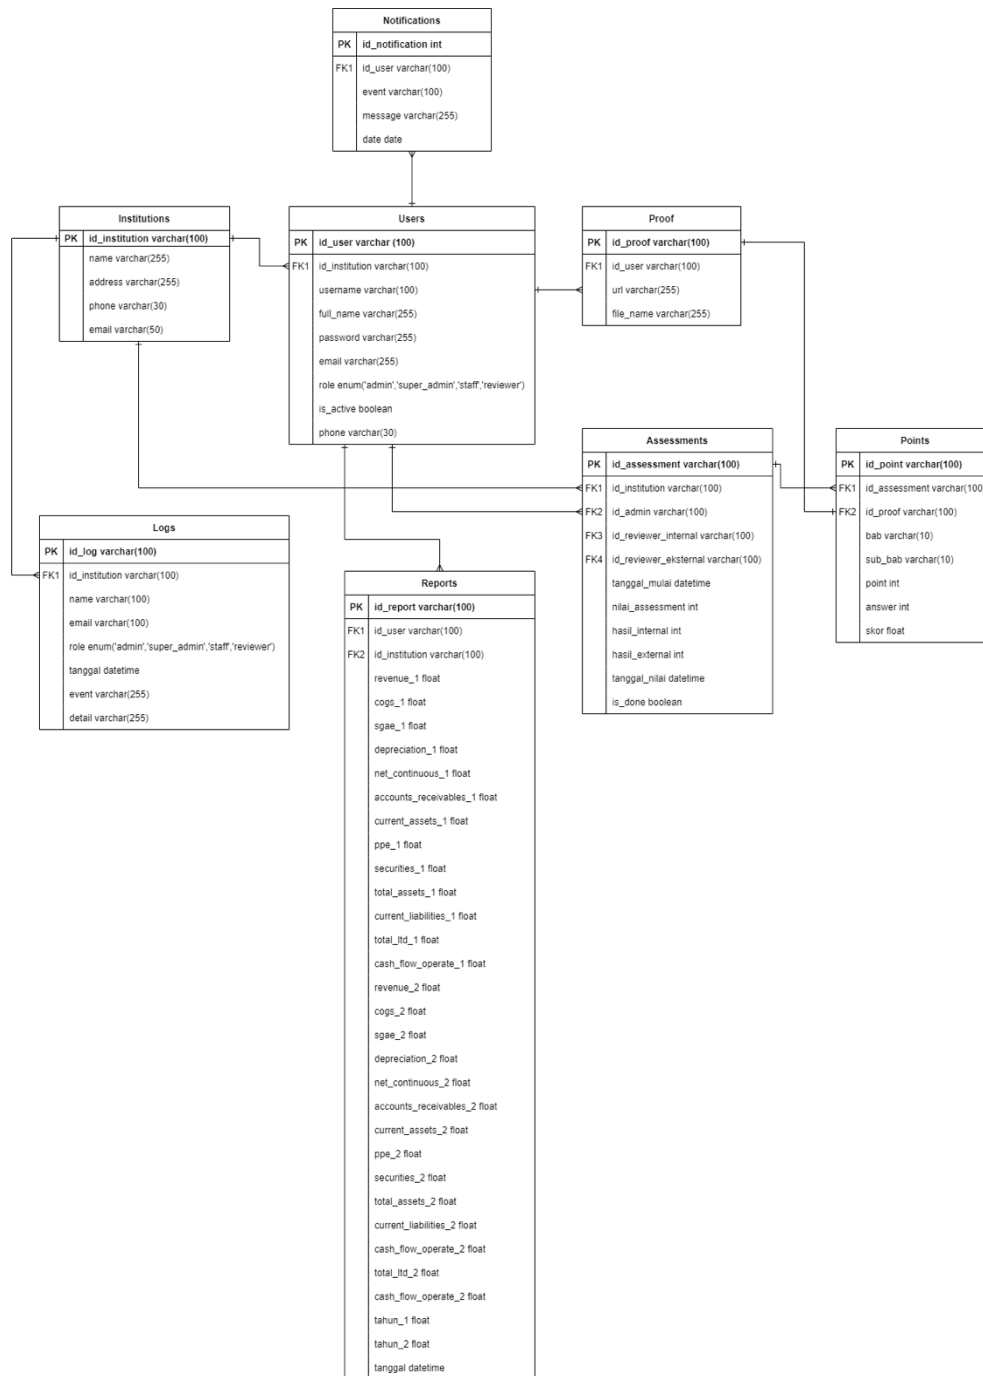 Notifications
PK id_notification int
FK1 id_user varchar(100)
event varchar(100)
message varchar(255)
date date
Institutions
PK id_institution varchar(100)
name varchar(255)
address varchar(255)
phone varchar(30)
email varchar(50)
Users
PK id_user varchar (100)
FK1 id_institution varchar(100)
username varchar(100)
full_name varchar(255)
password varchar(255)
email varchar(255)
role enum('admin','super_admin','staff','reviewer')
is_active boolean
phone varchar(30)
Proof
PK id_proof varchar(100)
FK1 id_user varchar(100)
url varchar(255)
file_name varchar(255)
Assessments
PK id_assessment varchar(100)
FK1 id_institution varchar(100)
FK2 id_admin varchar(100)
FK3 id_reviewer_internal varchar(100)
FK4 id_reviewer_eksternal varchar(100)
tanggal_mulai datetime
nilai_assessment int
hasil_internal int
hasil_external int
tanggal_nilai datetime
is_done boolean
Points
PK id_point varchar(100)
FK1 id_assessment varchar(100
FK2 id_proof varchar(100)
bab varchar(10)
sub_bab varchar(10)
point int
answer int
skor float
Logs
PK id_log varchar(100)
FK1 id_institution varchar(100)
name varchar(100)
email varchar(100)
role enum('admin','super_admin','staff','reviewer')
tanggal datetime
event varchar(255)
detail varchar(255)
Reports
PK id_report varchar(100)
FK1 id_user varchar(100)
FK2 id_institution varchar(100)
revenue_1 float
cogs_1 float
sgae_1 float
depreciation_1 float
net_continuous_1 float
accounts_receivables_1 float
current_assets_1 float
ppe_1 float
securities_1 float
total_assets_1 float
current_liabilities_1 float
total_ltd_1 float
cash_flow_operate_1 float
revenue_2 float
cogs_2 float
sgae_2 float
depreciation_2 float
net_continuous_2 float
accounts_receivables_2 float
current_assets_2 float
ppe_2 float
securities_2 float
total_assets_2 float
current_liabilities_2 float
cash_flow_operate_2 float
total_ltd_2 float
cash_flow_operate_2 float
tahun_1 float
tahun_2 float
tanggal datetime